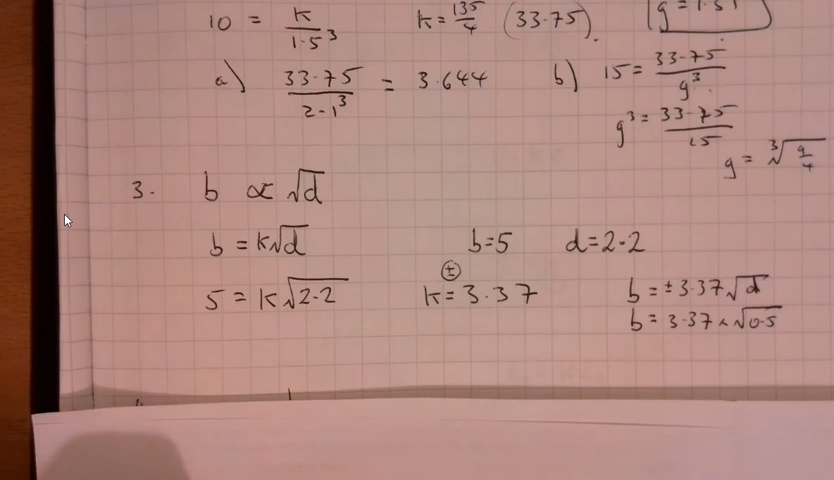 10 = K/1·5³ K = 135/4 (33·75). g = 1·31
a) 33·75/2·1³ = 3·644 b) 15 = 33·75/g³
g³ = 33·75/15
g = ³√(9/4)
3. b ∝ √d
b = K√d b=5 d=2·2
±
5 = K√2·2 K = 3·37 b = ±3·37√d
b = 3·37 × √0·5